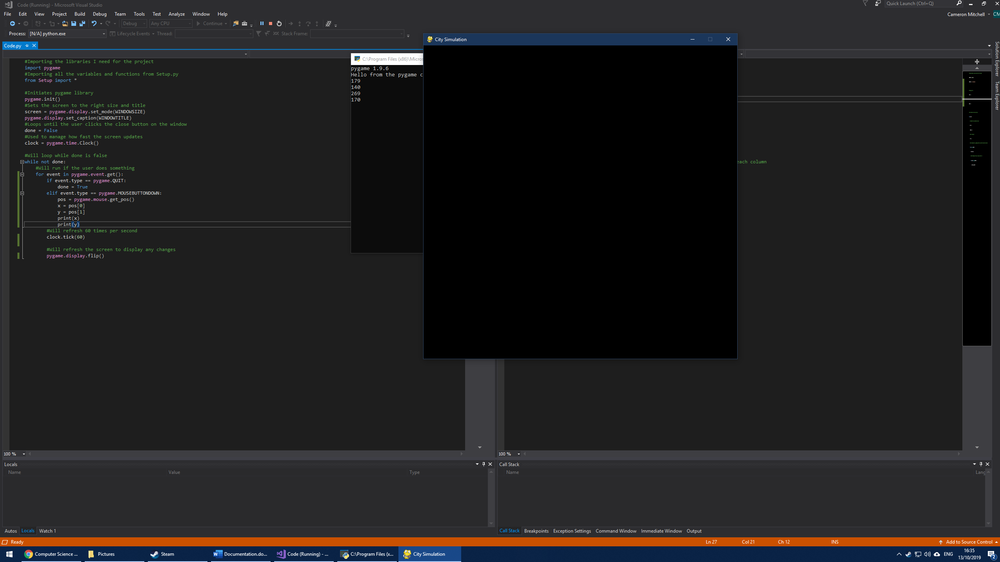 Code (Running) - Microsoft Visual Studio
Quick Launch (Ctrl+Q)
File Edit View Project Build Debug Team Tools Test Analyze Window Help
Cameron Mitchell CM
Debug Any CPU Continue
Process: [N/A] python.exe Lifecycle Events Thread: Stack Frame:
Code.py
#Importing the libraries I need for the project
import pygame
#Importing all the variables and functions from Setup.py
from Setup import *
#Initiates pygame library
pygame.init()
#Sets the screen to the right size and title
screen = pygame.display.set_mode(WINDOWSIZE)
pygame.display.set_caption(WINDOWTITLE)
#Loops until the user clicks the close button on the window
done = False
#Used to manage how fast the screen updates
clock = pygame.time.Clock()
#Will loop while done is false
while not done:
#Will run if the user does something
for event in pygame.event.get():
if event.type == pygame.QUIT:
done = True
elif event.type == pygame.MOUSEBUTTONDOWN:
pos = pygame.mouse.get_pos()
x = pos[0]
y = pos[1]
print(x)
print(y)
#Will refresh 60 times per second
clock.tick(60)
#Will refresh the screen to display any changes
pygame.display.flip()
C:\Program Files (x86)\Micros
pygame 1.9.6
Hello from the pygame c
179
140
269
170
City Simulation
each column
Solution Explorer
Team Explorer
100 %
100 %
Locals
Name Value Type
Autos Locals Watch 1
Call Stack
Name Lang
Call Stack Breakpoints Exception Settings Command Window Immediate Window Output
Ready
Ln 27 Col 21 Ch 12 INS
Add to Source Control
Computer Science ...
Pictures
Steam
Documentation.do...
Code (Running) - ...
C:\Program Files (x...
City Simulation
ENG
16:35
13/10/2019
2